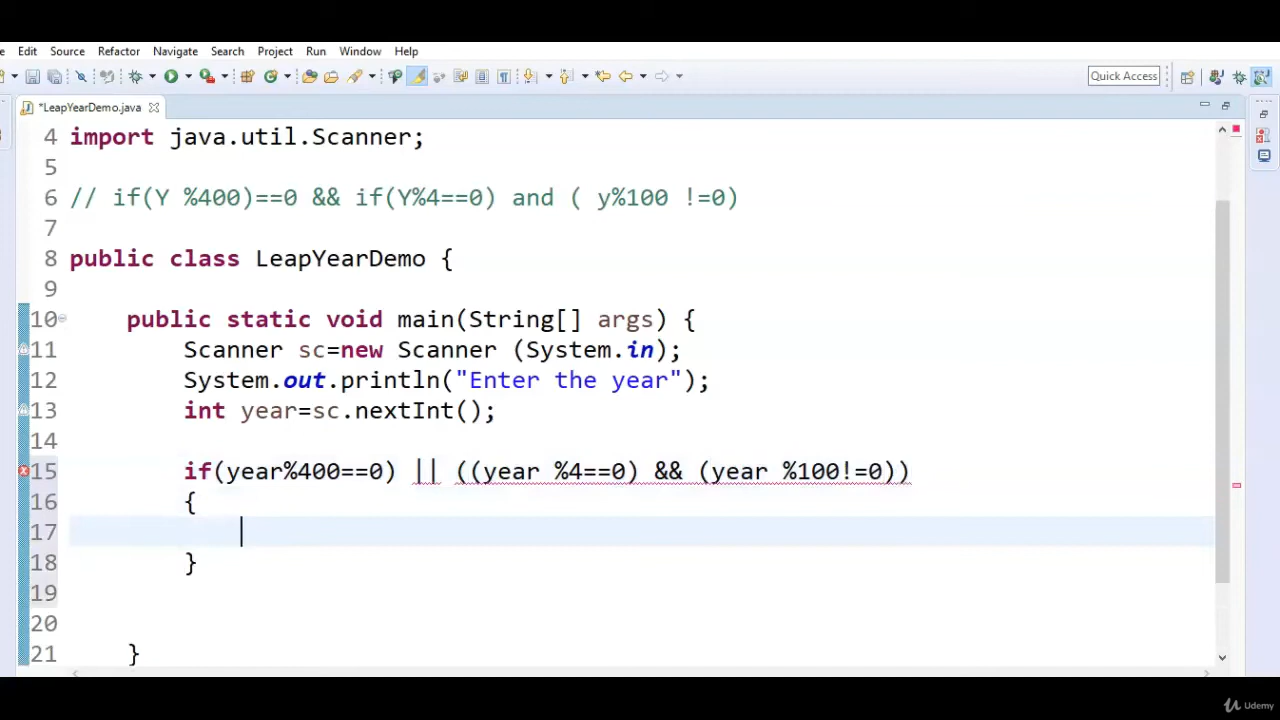 e Edit Source Refactor Navigate Search Project Run Window Help
Quick Access
*LeapYearDemo.java
4 import java.util.Scanner;
5
6 // if(Y %400)==0 && if(Y%4==0) and ( y%100 !=0)
7
8 public class LeapYearDemo {
9
10 public static void main(String[] args) {
11 Scanner sc=new Scanner (System.in);
12 System.out.println("Enter the year");
13 int year=sc.nextInt();
14
15 if(year%400==0) || ((year %4==0) && (year %100!=0))
16 {
17
18 }
19
20
21 }
Udemy